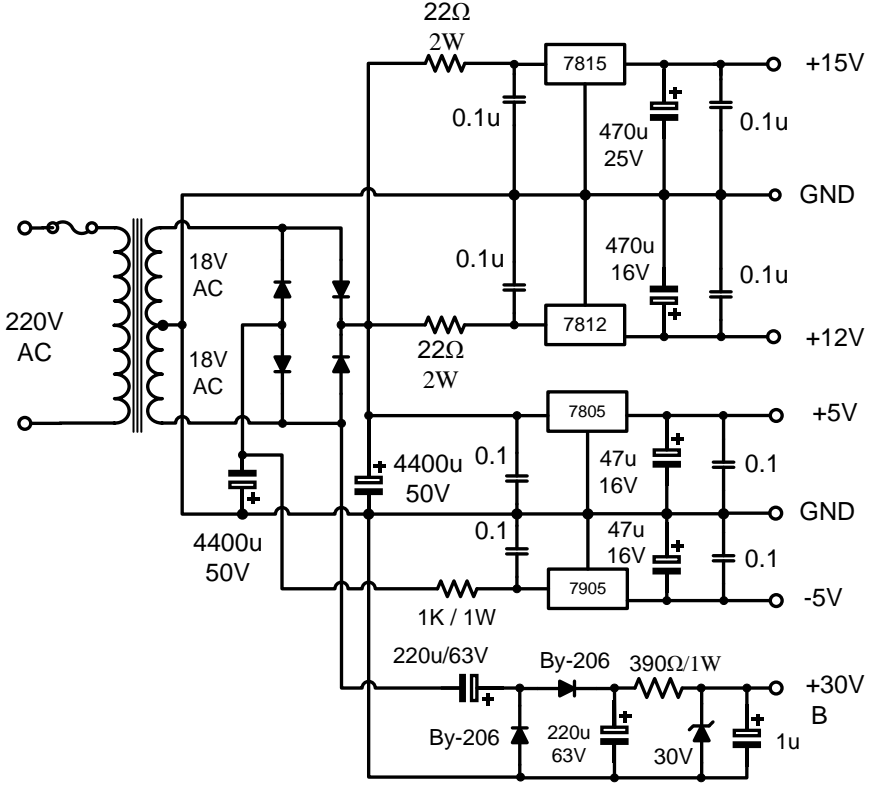 22Ω
2W
7815
+15V
0.1u
470u
25V
0.1u
GND
220V
AC
18V
AC
18V
AC
0.1u
470u
16V
0.1u
22Ω
2W
7812
+12V
7805
+5V
4400u
50V
0.1
47u
16V
0.1
GND
4400u
50V
0.1
47u
16V
0.1
1K / 1W
7905
-5V
220u/63V
By-206
390Ω/1W
+30V
B
By-206
220u
63V
30V
1u